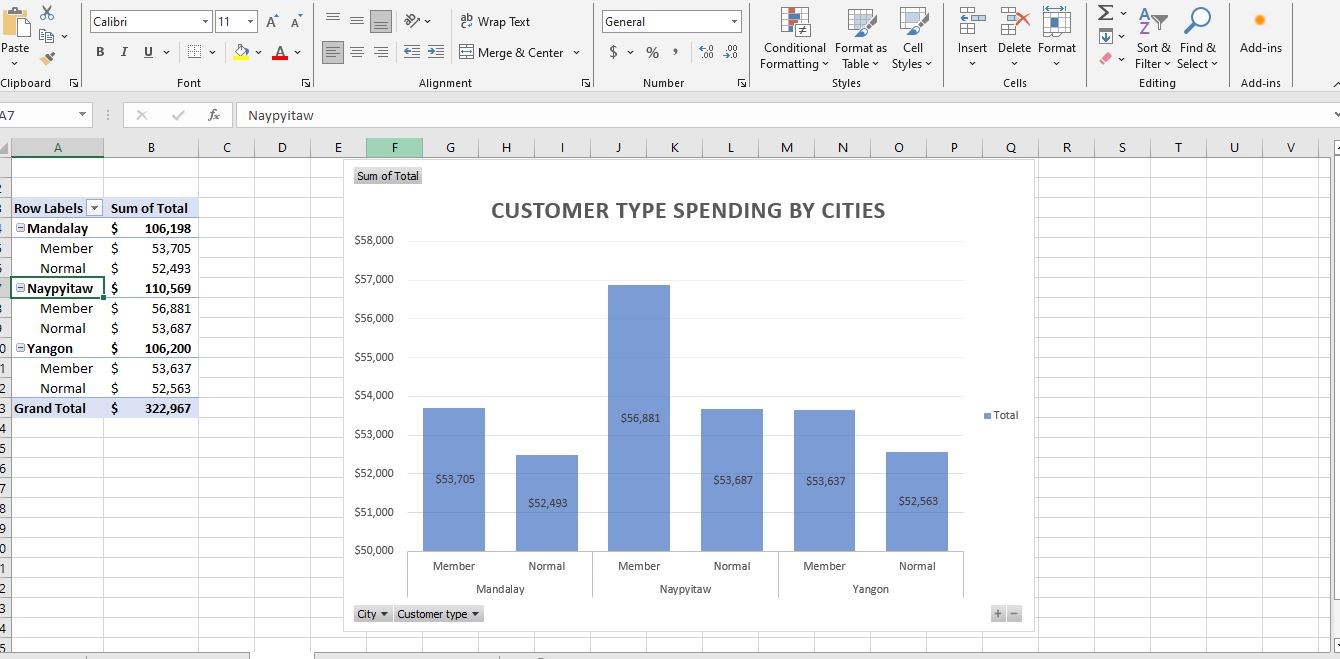 Calibri 11 Wrap Text General
Paste B I U Merge & Center $ % Conditional Formatting Format as Table Cell Styles Insert Delete Format Sort & Filter Find & Select Add-ins
Clipboard Font Alignment Number Styles Cells Editing Add-ins
A7 fx Naypyitaw
A B C D E F G H I J K L M N O P Q R S T U V
Row Labels Sum of Total
Mandalay $ 106,198
Member $ 53,705
Normal $ 52,493
Naypyitaw $ 110,569
Member $ 56,881
Normal $ 53,687
Yangon $ 106,200
Member $ 53,637
Normal $ 52,563
Grand Total $ 322,967
Sum of Total
CUSTOMER TYPE SPENDING BY CITIES
$58,000
$57,000
$56,000
$55,000
$54,000
$53,000
$52,000
$51,000
$50,000
$53,705
$52,493
$56,881
$53,687
$53,637
$52,563
Total
Member Normal Member Normal Member Normal
Mandalay Naypyitaw Yangon
City Customer type